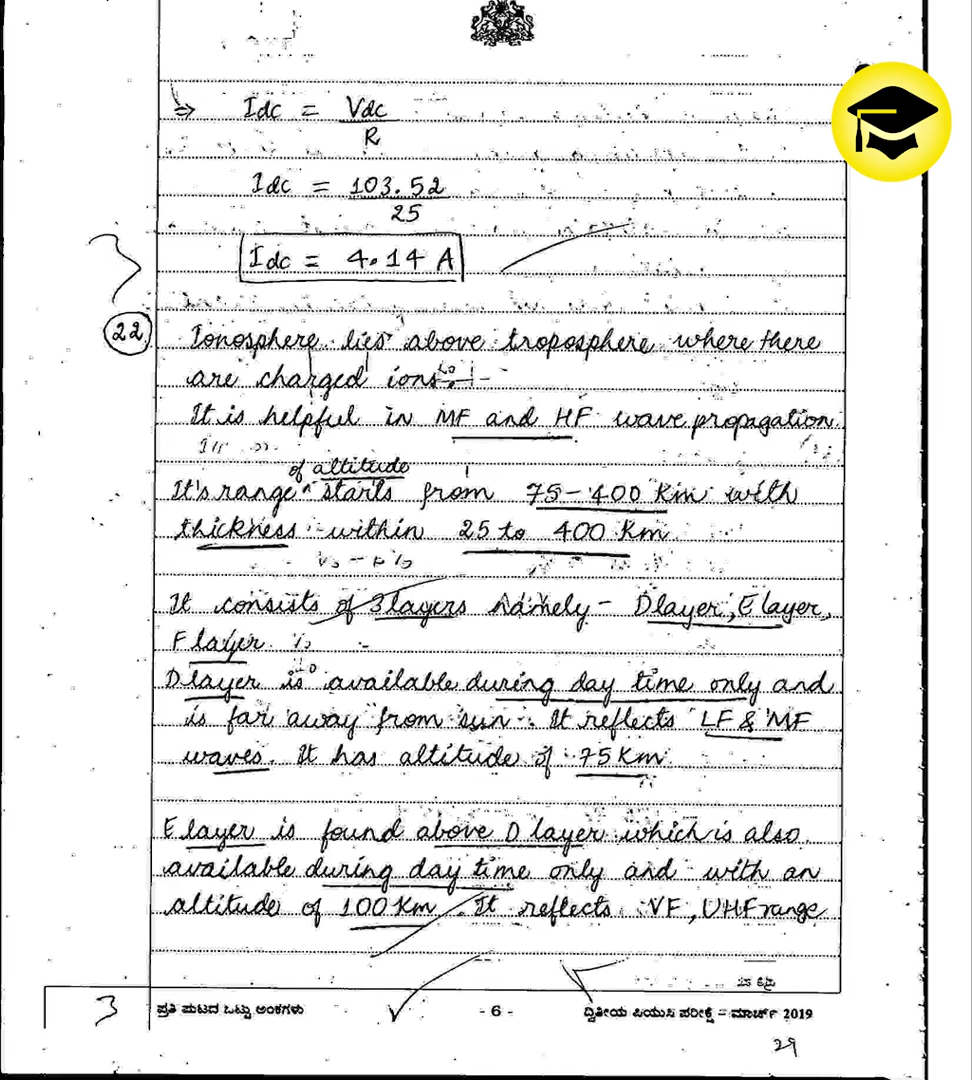 ⇒ Idc = Vdc
R
Idc = 103.52
25
Idc = 4.14 A
3
22
Ionosphere lies above troposphere where there
are charged ions.
It is helpful in MF and HF wave propagation.
of altitude
It's range ^ starts from 75-400 Km with
thickness within 25 to 400 Km
It consists of 3 layers Namely - D layer, E layer,
F layer.
D layer is available during day time only and
is far away from sun. It reflects LF & MF
waves. It has altitude of 75 Km
E layer is found above D layer which is also
available during day time only and with an
altitude of 100 Km. It reflects VF, UHF range
3
ಪ್ರತಿ ಪುಟದ ಒಟ್ಟು ಅಂಕಗಳು
- 6 -
ದ್ವಿತೀಯ ಪಿಯುಸಿ ಪರೀಕ್ಷೆ – ಮಾರ್ಚ್ 2019
29